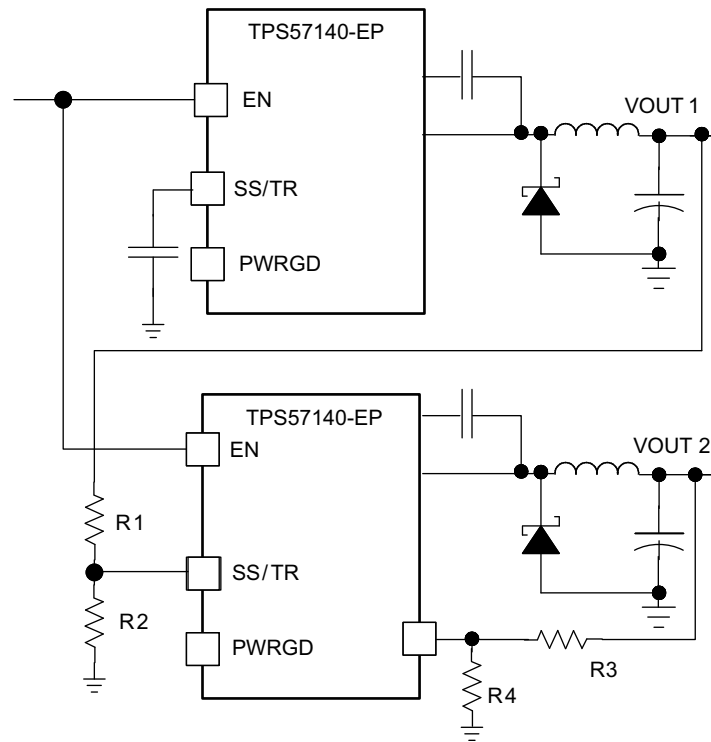 TPS57140-EP
EN
VOUT 1
SS/TR
PWRGD
TPS57140-EP
EN
VOUT 2
R1
SS/TR
R2
PWRGD
R3
R4